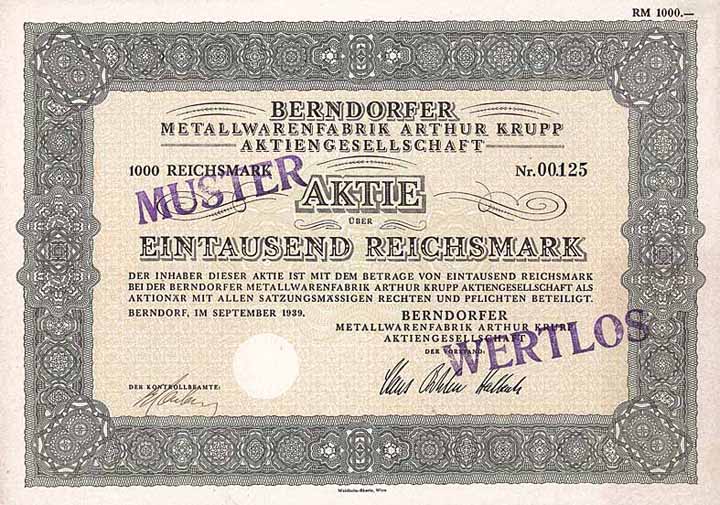 RM 1000.—
BERNDORFER
METALLWARENFABRIK ARTHUR KRUPP
AKTIENGESELLSCHAFT
1000 REICHSMARK
Nr. 00.125
MUSTER
AKTIE
ÜBER
EINTAUSEND REICHSMARK
DER INHABER DIESER AKTIE IST MIT DEM BETRAGE VON EINTAUSEND REICHSMARK
BEI DER BERNDORFER METALLWARENFABRIK ARTHUR KRUPP AKTIENGESELLSCHAFT ALS
AKTIONÄR MIT ALLEN SATZUNGSMÄSSIGEN RECHTEN UND PFLICHTEN BETEILIGT.
BERNDORF, IM SEPTEMBER 1939.
BERNDORFER
METALLWARENFABRIK ARTHUR KRUPP
AKTIENGESELLSCHAFT
WERTLOS
DER VORSTAND:
DER KONTROLLBEAMTE: